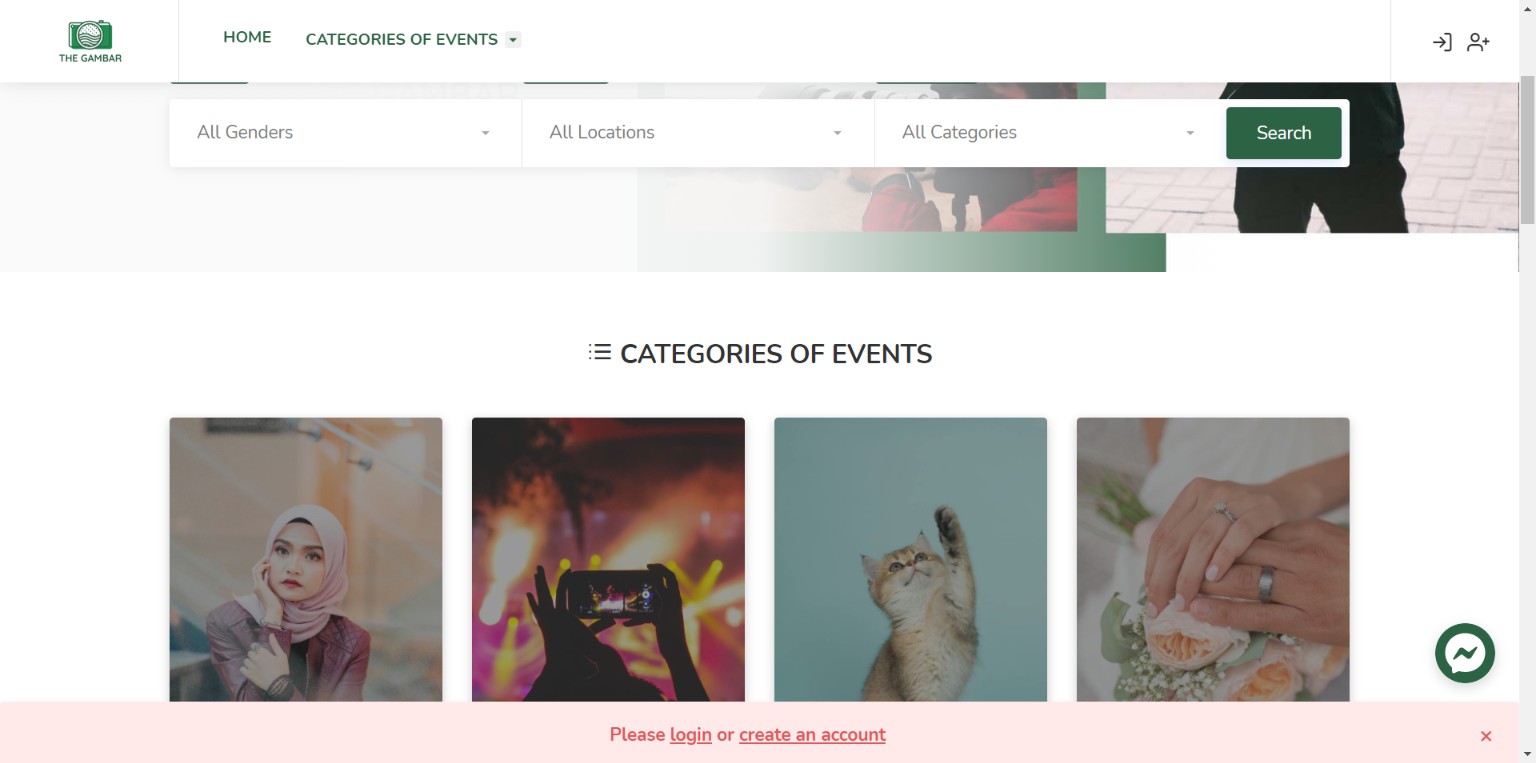 THE GAMBAR
HOME
CATEGORIES OF EVENTS
All Genders
All Locations
All Categories
Search
CATEGORIES OF EVENTS
Please login or create an account